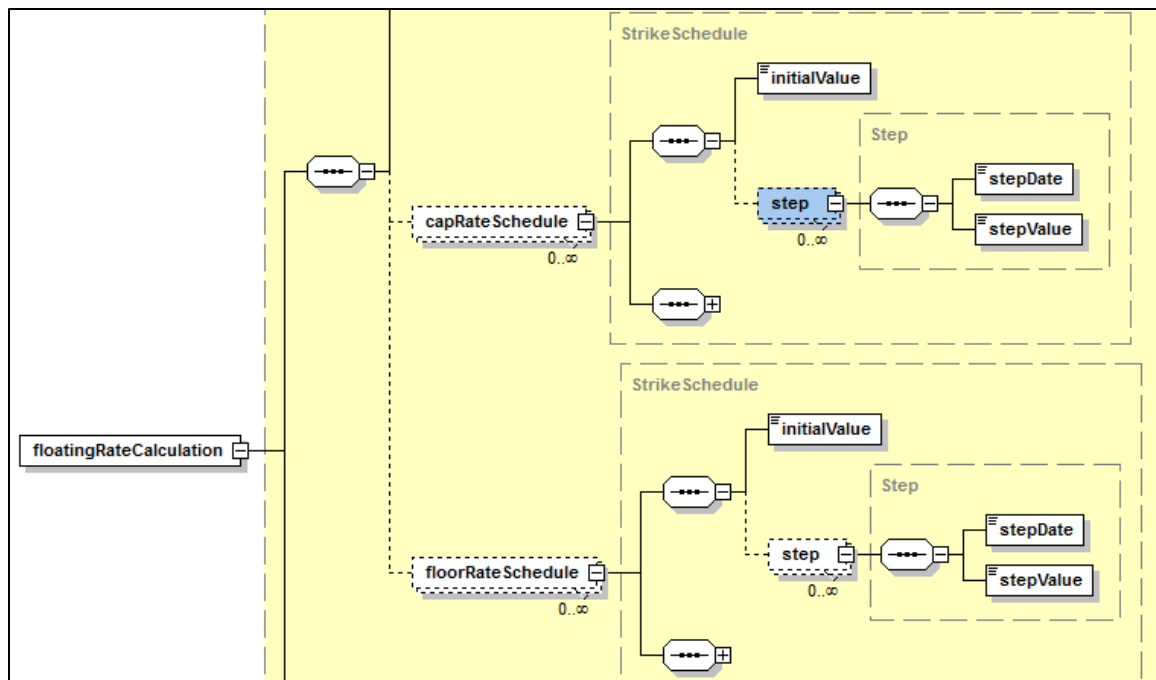 StrikeSchedule
initialValue
Step
stepDate
step
stepValue
0..∞
capRateSchedule
0..∞
StrikeSchedule
initialValue
floatingRateCalculation
Step
stepDate
step
stepValue
0..∞
floorRateSchedule
0..∞